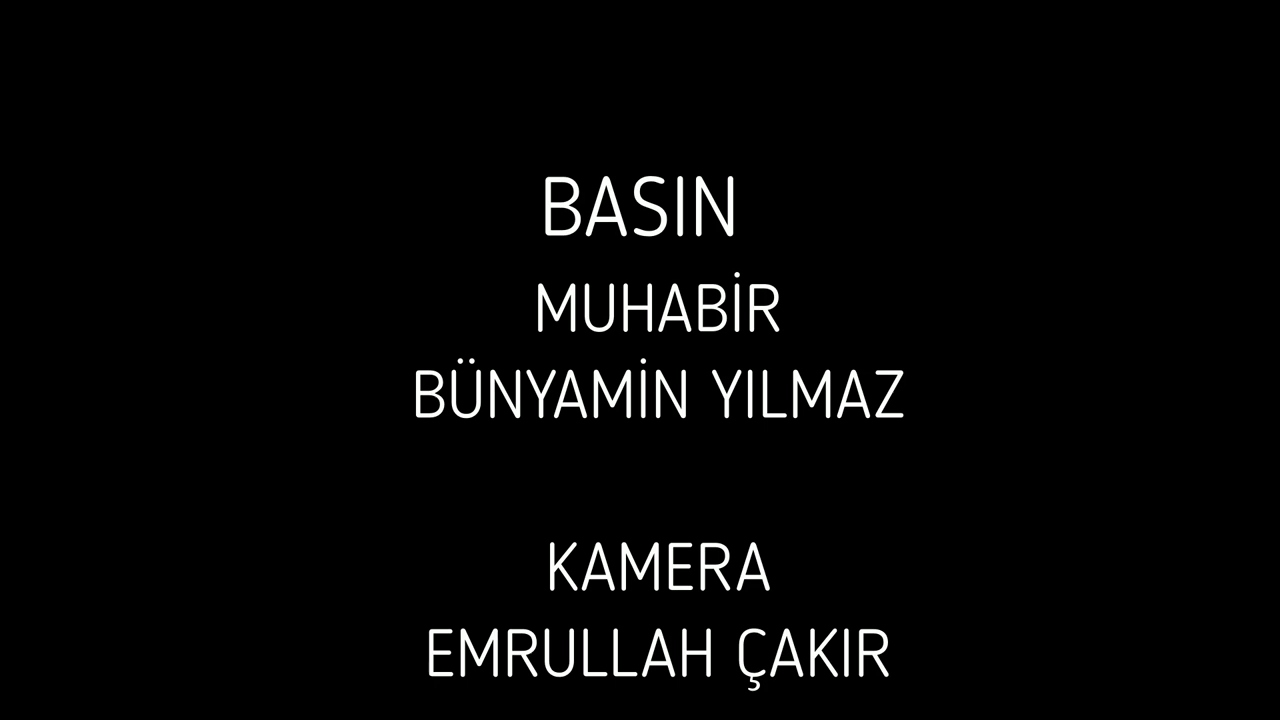 BASIN
MUHABİR
BÜNYAMİN YILMAZ
KAMERA
EMRULLAH ÇAKIR